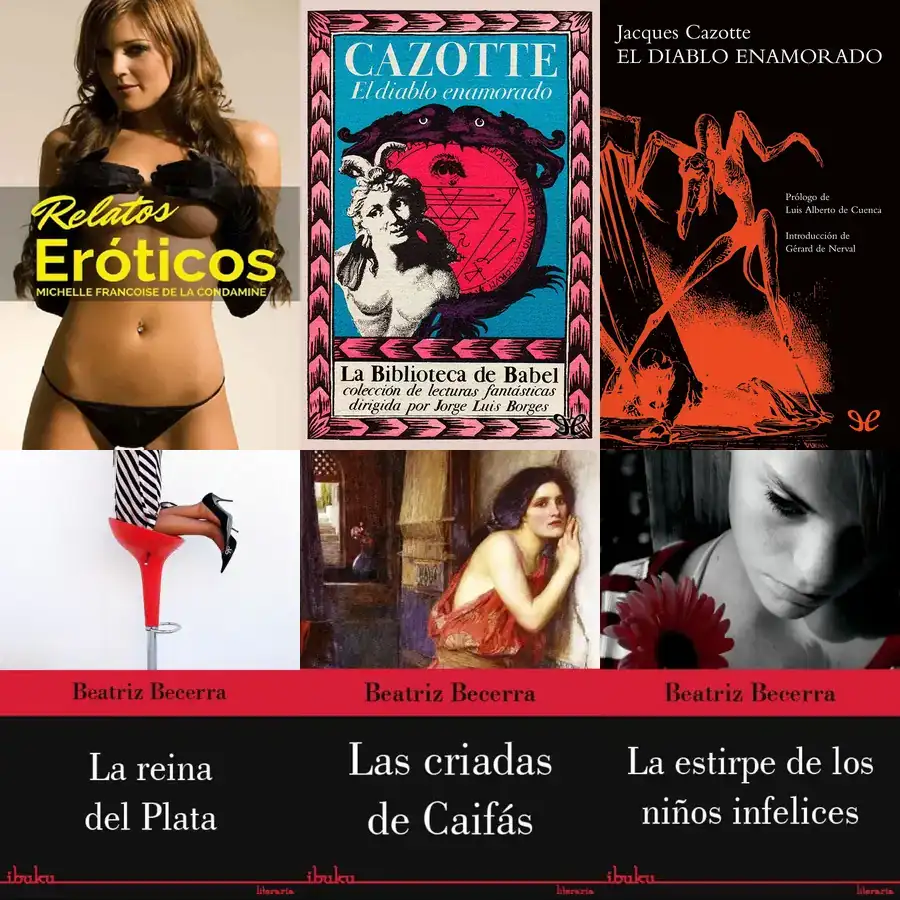 Relatos
Eróticos
MICHELLE FRANCOISE DE LA CONDAMINE
CAZOTTE
El diablo enamorado
La Biblioteca de Babel
colección de lecturas fantásticas
dirigida por Jorge Luis Borges
Jacques Cazotte
EL DIABLO ENAMORADO
Prólogo de
Luis Alberto de Cuenca
Introducción de
Gérard de Nerval
Beatriz Becerra
La reina
del Plata
ibuku
literaria
Beatriz Becerra
Las criadas
de Caifás
ibuku
literaria
Beatriz Becerra
La estirpe de los
niños infelices
ibuku
literaria